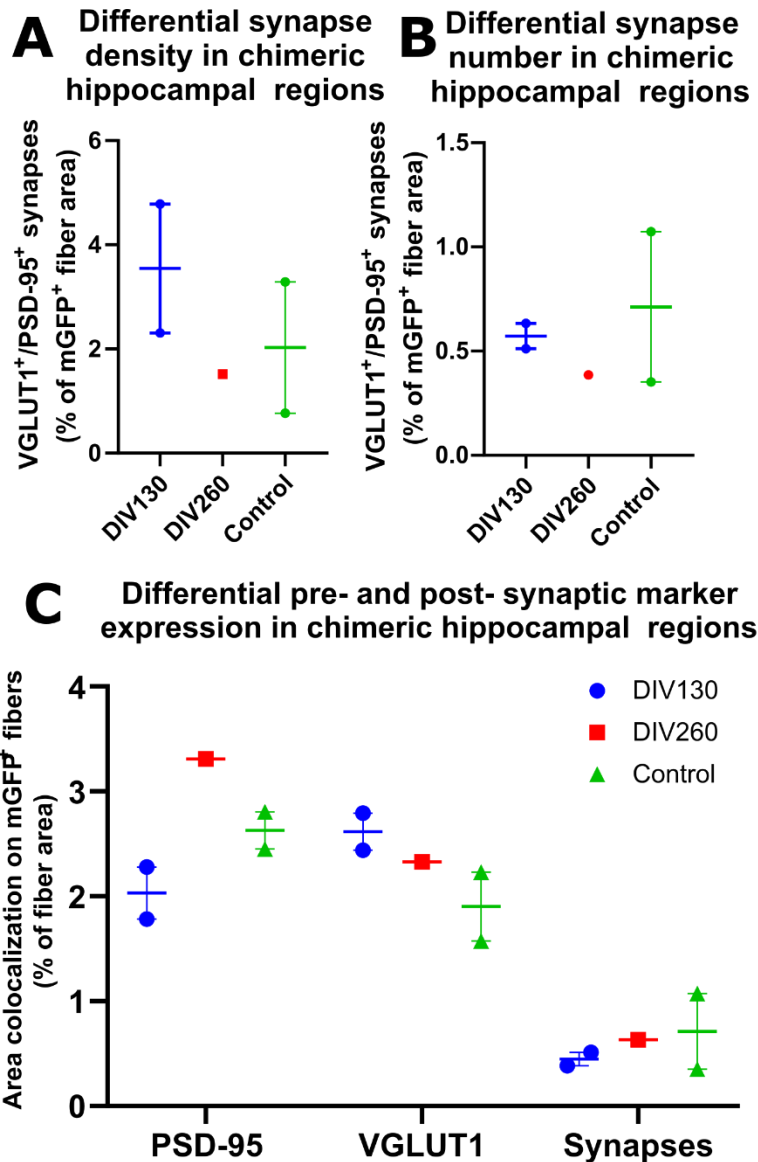 A
Differential synapse
density in chimeric
hippocampal regions
VGLUT1+/PSD-95+ synapses
(% of mGFP+ fiber area)
6
4
2
0
DIV130
DIV260
Control
B
Differential synapse
number in chimeric
hippocampal regions
VGLUT1+/PSD-95+ synapses
(% of mGFP+ fiber area)
1.5
1.0
0.5
0.0
DIV130
DIV260
Control
C
Differential pre- and post- synaptic marker
expression in chimeric hippocampal regions
Area colocalization on mGFP+ fibers
(% of fiber area)
4
3
2
1
0
DIV130
DIV260
Control
PSD-95
VGLUT1
Synapses